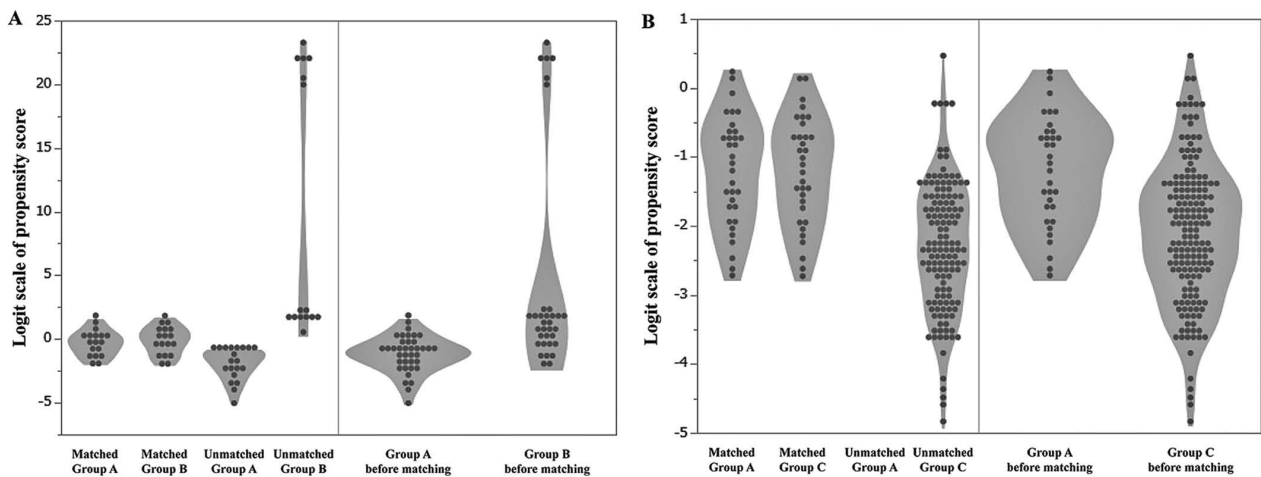 A
Logit scale of propensity score
25
20
15
10
5
0
-5
Matched
Group A
Matched
Group B
Unmatched
Group A
Unmatched
Group B
Group A
before matching
Group B
before matching
B
Logit scale of propensity score
1
0
-1
-2
-3
-4
-5
Matched
Group A
Matched
Group C
Unmatched
Group A
Unmatched
Group C
Group A
before matching
Group C
before matching